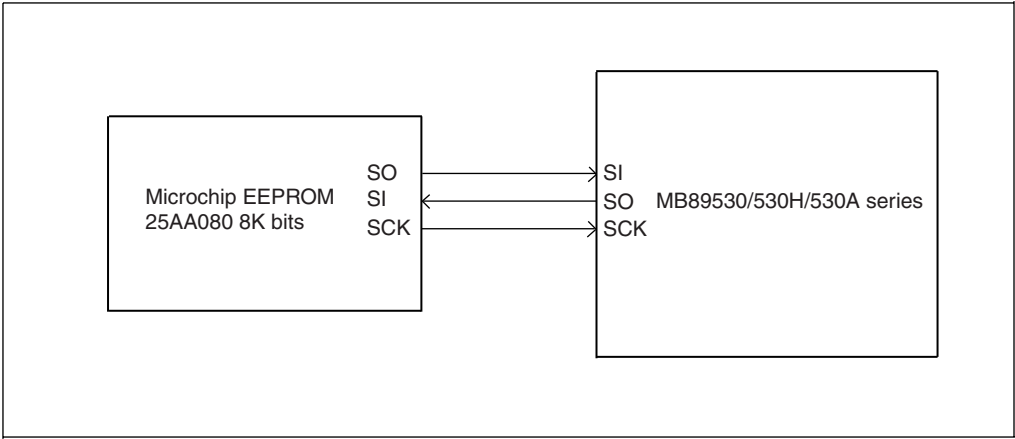 Microchip EEPROM
25AA080 8K bits
SO
SI
SCK
SI
SO
SCK
MB89530/530H/530A series